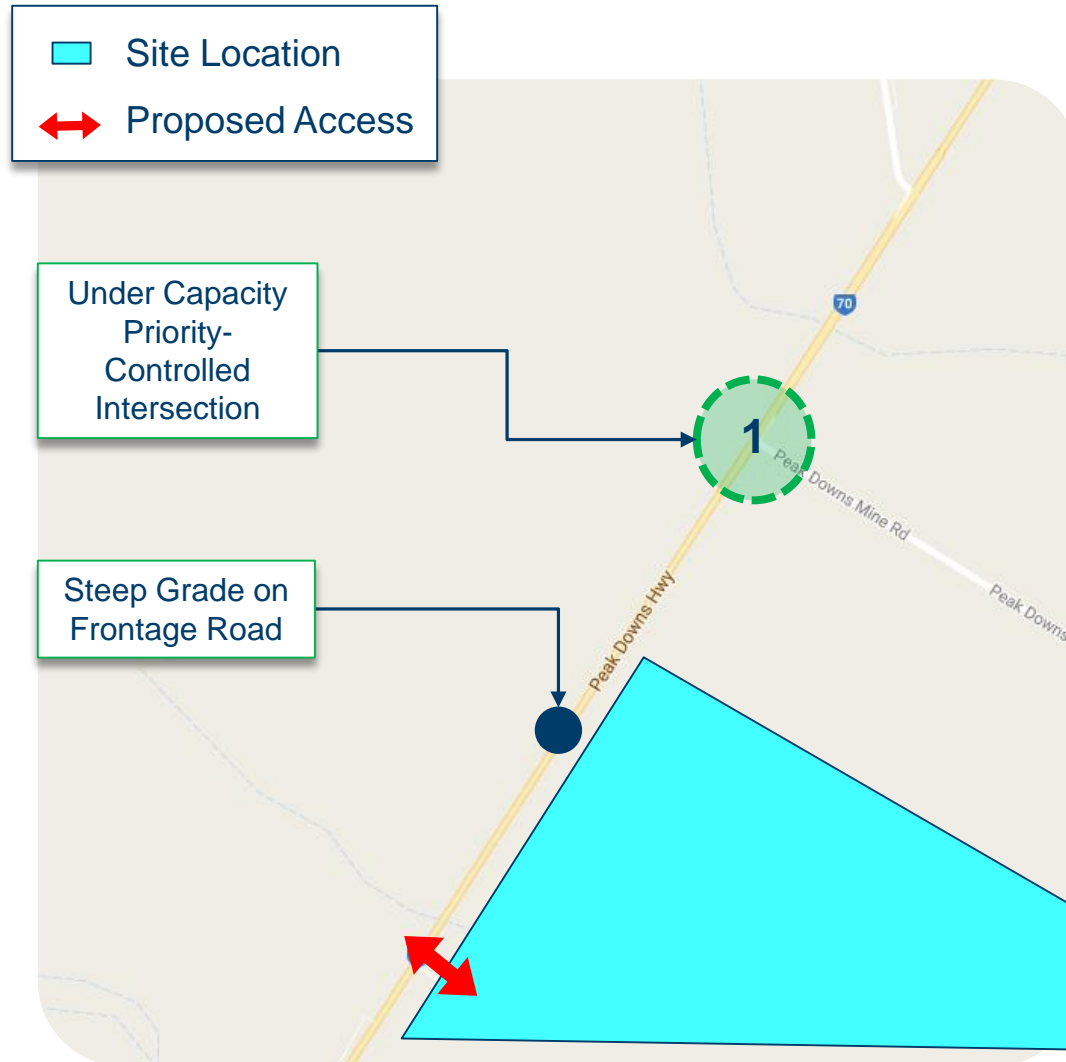 Site Location
Proposed Access
Under Capacity
Priority-
Controlled
Intersection
70
1
Peak Downs Mine Rd
Peak Downs
Steep Grade on
Frontage Road
Peak Downs Hwy